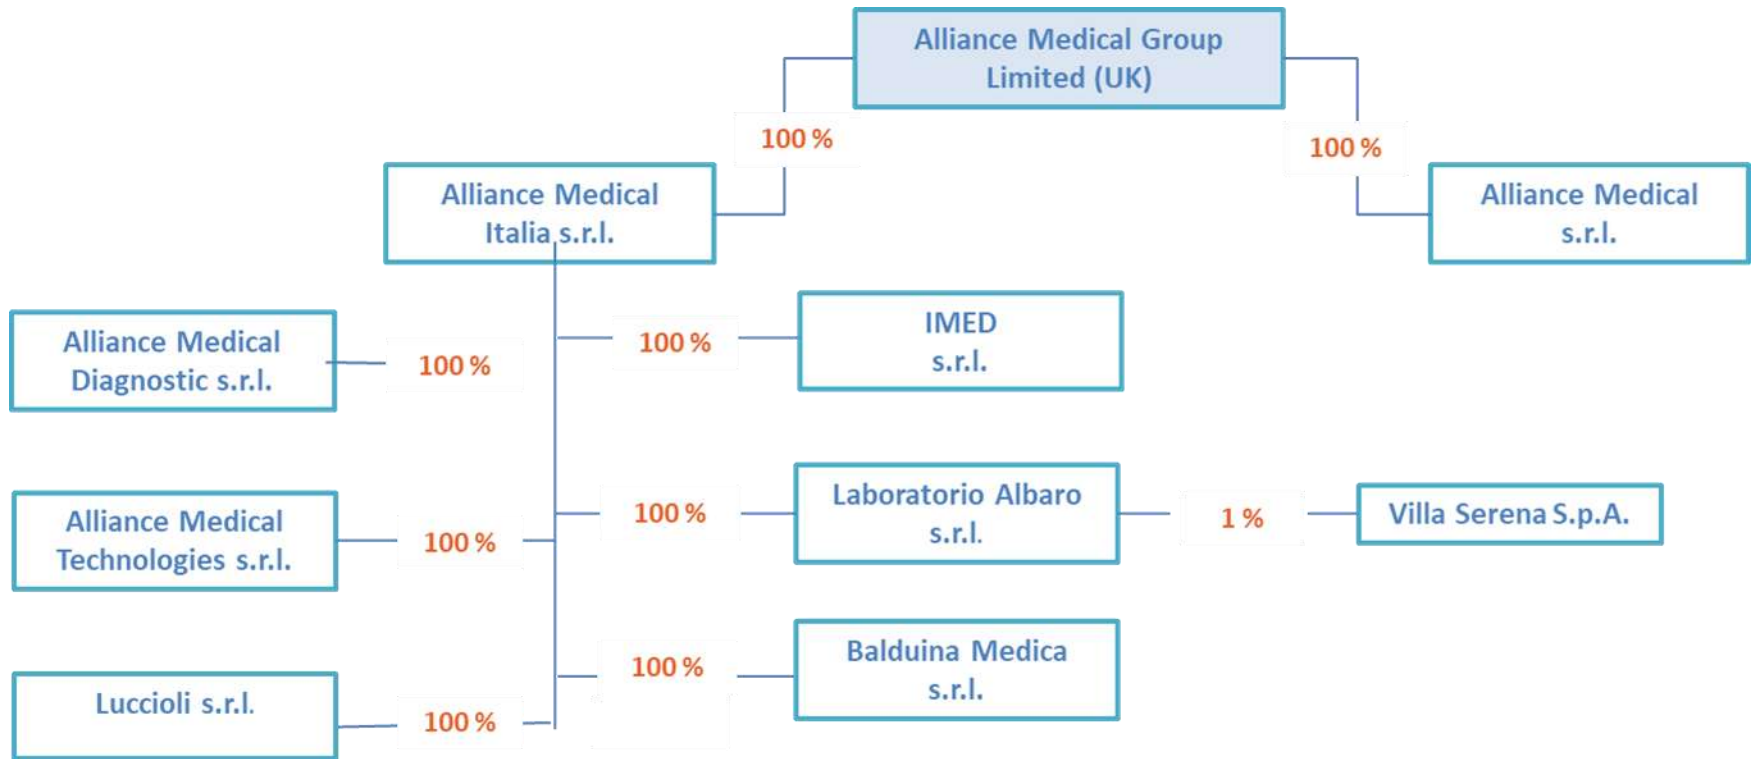 Alliance Medical Group
Limited (UK)
100 %
100 %
Alliance Medical
Italia s.r.l.
Alliance Medical
s.r.l.
Alliance Medical
Diagnostic s.r.l.
100 %
100 %
IMED
s.r.l.
Alliance Medical
Technologies s.r.l.
100 %
100 %
Laboratorio Albaro
s.r.l.
1 %
Villa Serena S.p.A.
Luccioli s.r.l.
100 %
100 %
Balduina Medica
s.r.l.